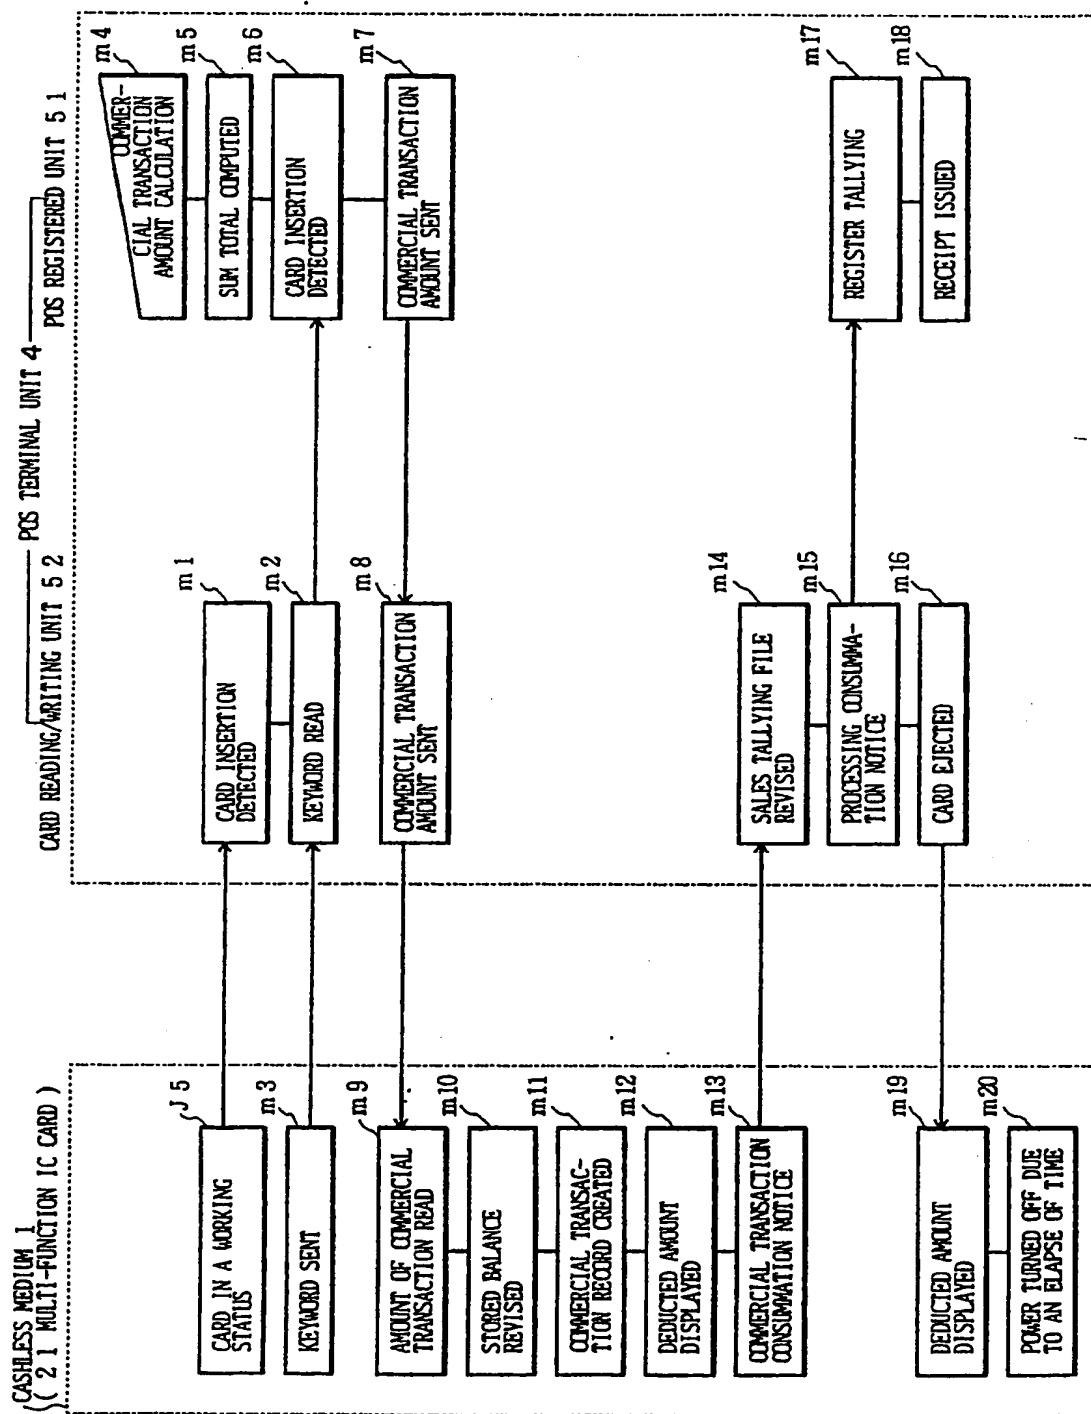 CASHLESS MEDIUM 1
( 2 1 MULTI-FUNCTION IC CARD )
J 5
CARD IN A WORKING
STATUS
m 3
KEYWORD SENT
m 9
AMOUNT OF COMMERCIAL
TRANSACTION READ
m10
STORED BALANCE
REVISED
m11
COMMERCIAL TRANSAC-
TION RECORD CREATED
m12
DEDUCTED AMOUNT
DISPLAYED
m13
COMMERCIAL TRANSACTION
CONSUMMATION NOTICE
m19
DEDUCTED AMOUNT
DISPLAYED
m20
POWER TURNED OFF DUE
TO AN ELAPSE OF TIME
POS TERMINAL UNIT 4
CARD READING/WRITING UNIT 5 2
m 1
CARD INSERTION
DETECTED
m 2
KEYWORD READ
m 8
COMMERCIAL TRANSACTION
AMOUNT SENT
m14
SALES TALLYING FILE
REVISED
m15
PROCESSING CONSUMMA-
TION NOTICE
m16
CARD EJECTED
POS REGISTERED UNIT 5 1
m 4
COMMER-
CIAL TRANSACTION
AMOUNT CALCULATION
m 5
SUM TOTAL COMPUTED
m 6
CARD INSERTION
DETECTED
m 7
COMMERCIAL TRANSACTION
AMOUNT SENT
m17
REGISTER TALLYING
m18
RECEIPT ISSUED